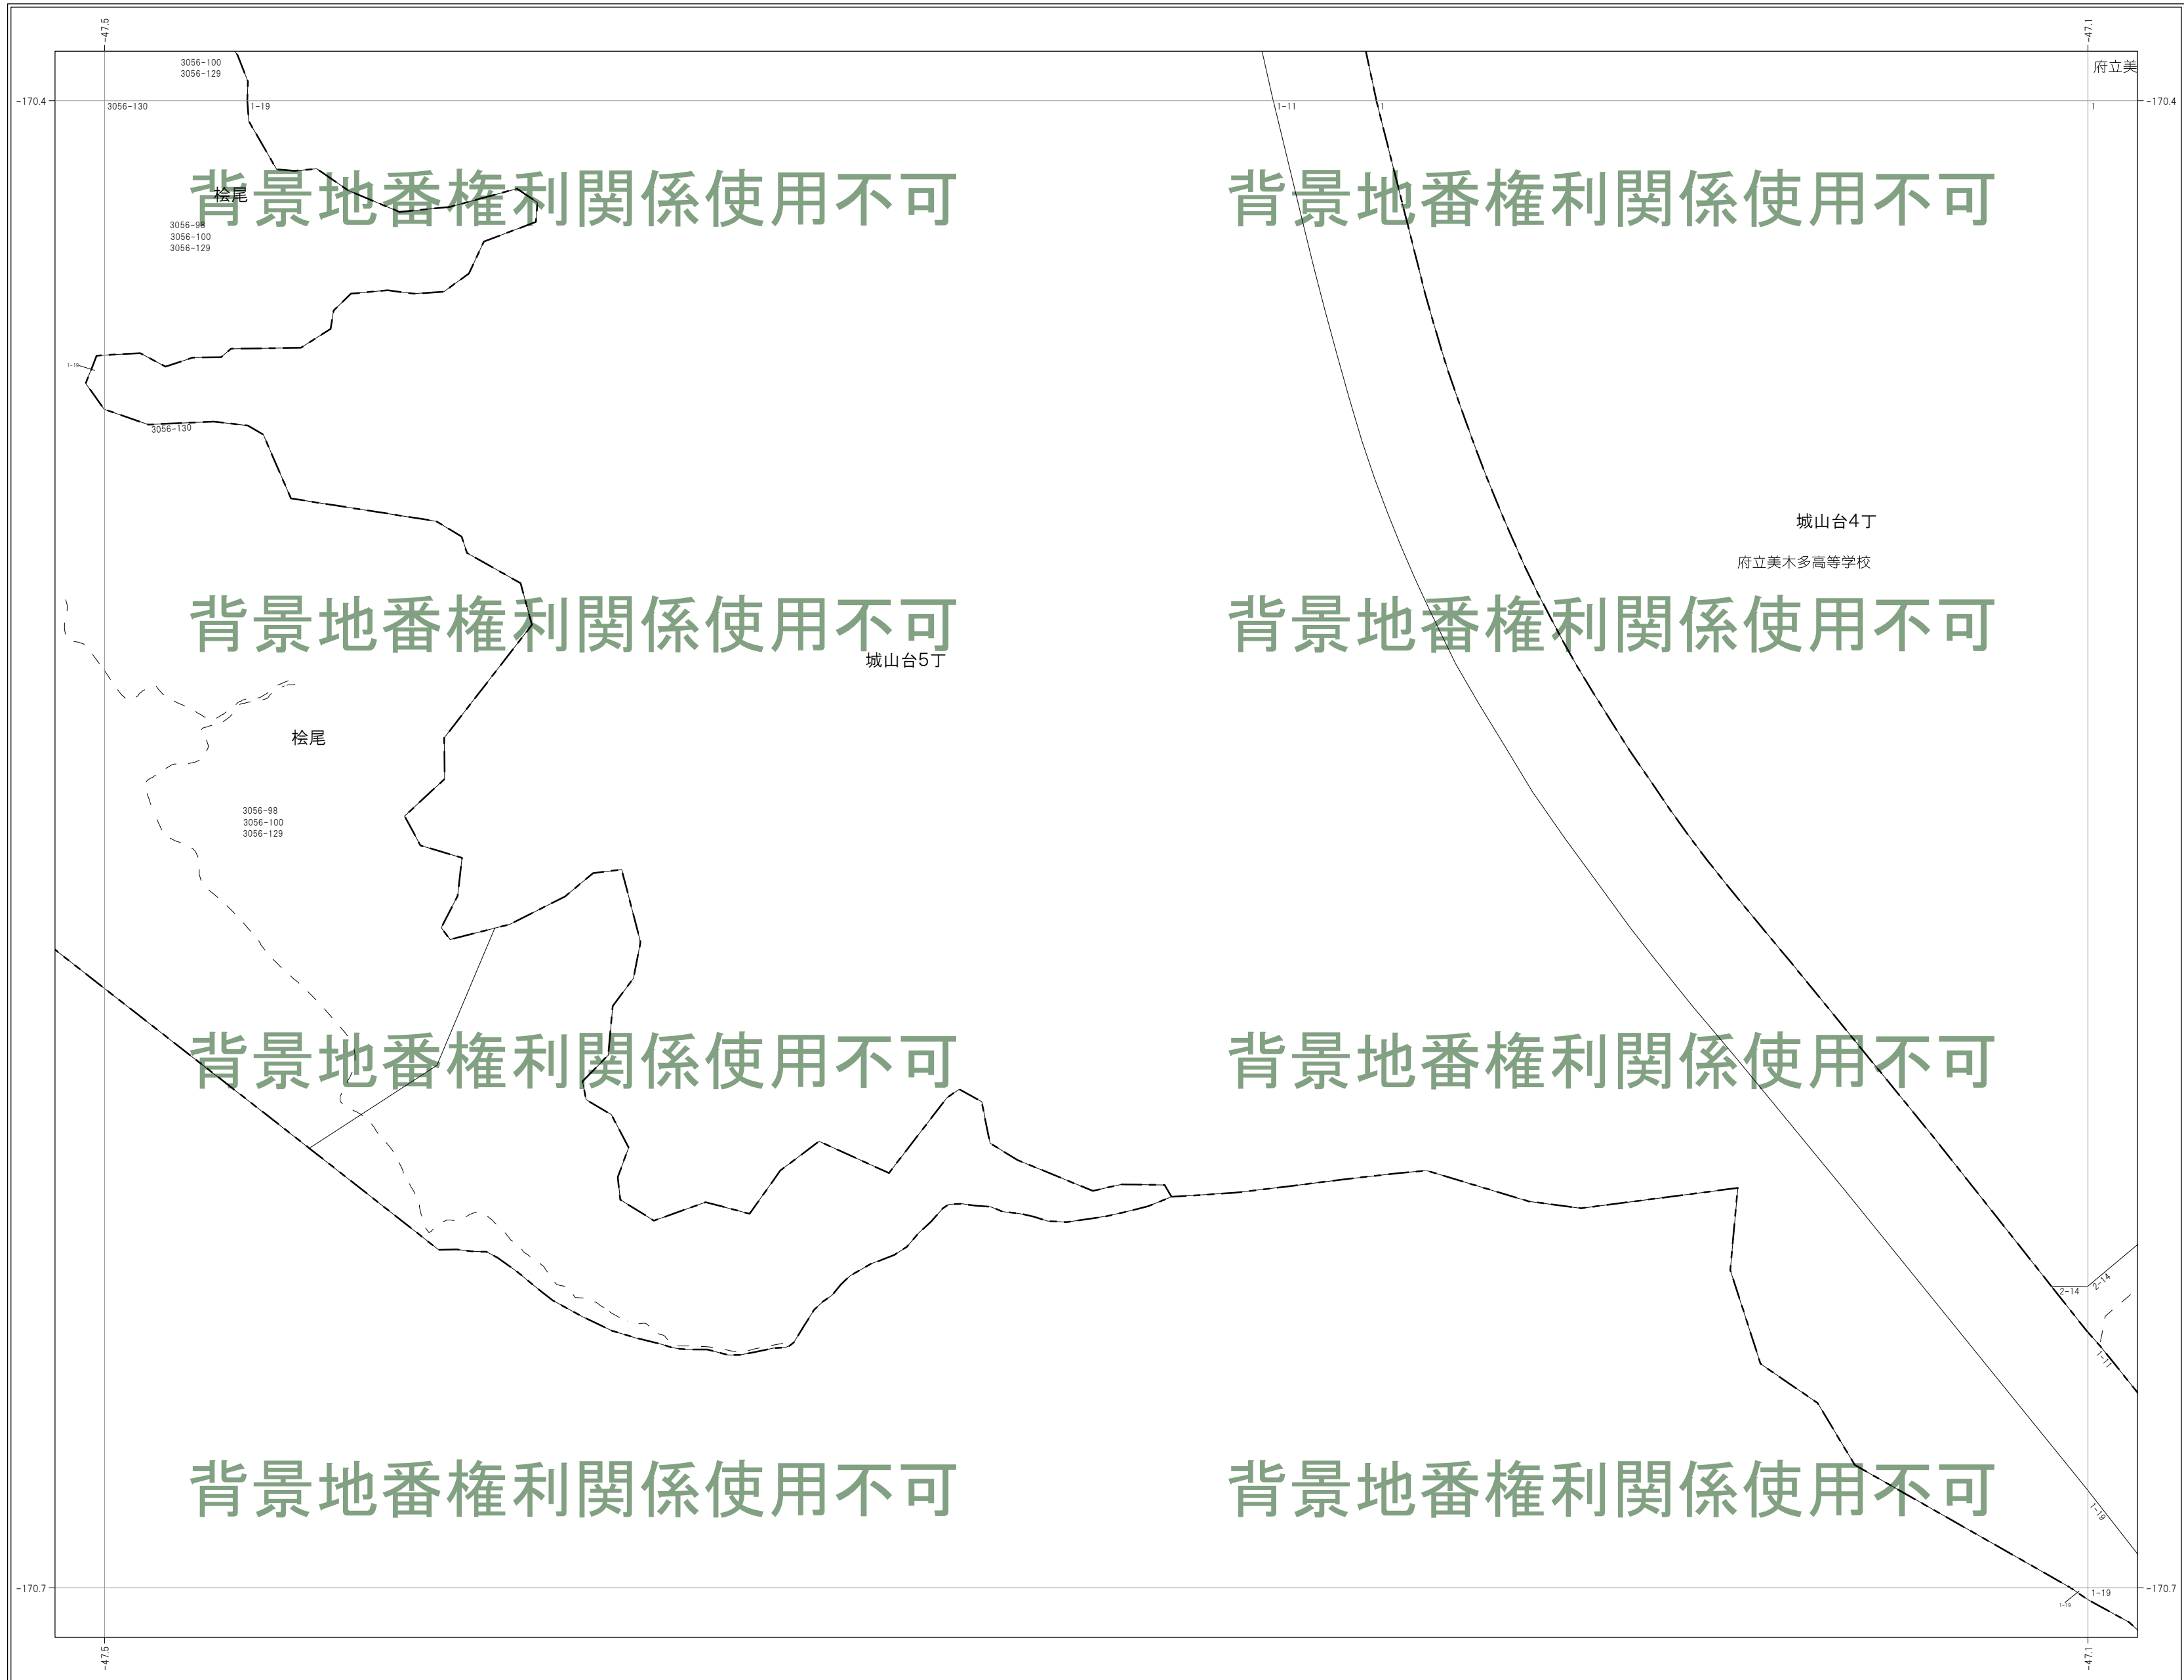 -47.5
-47.1
3056-100
3056-129
府立美
-170.4
3056-130
1-19
1-11
1
1
-170.4
背景地番権利関係使用不可
背景地番権利関係使用不可
桧尾
3056-98
3056-100
3056-129
1-19
3056-130
城山台4丁
府立美木多高等学校
背景地番権利関係使用不可
背景地番権利関係使用不可
城山台5丁
桧尾
3056-98
3056-100
3056-129
背景地番権利関係使用不可
背景地番権利関係使用不可
2-14
2-14
1-11
背景地番権利関係使用不可
背景地番権利関係使用不可
1-19
-170.7
1-19
1-19
-170.7
-47.5
-47.1